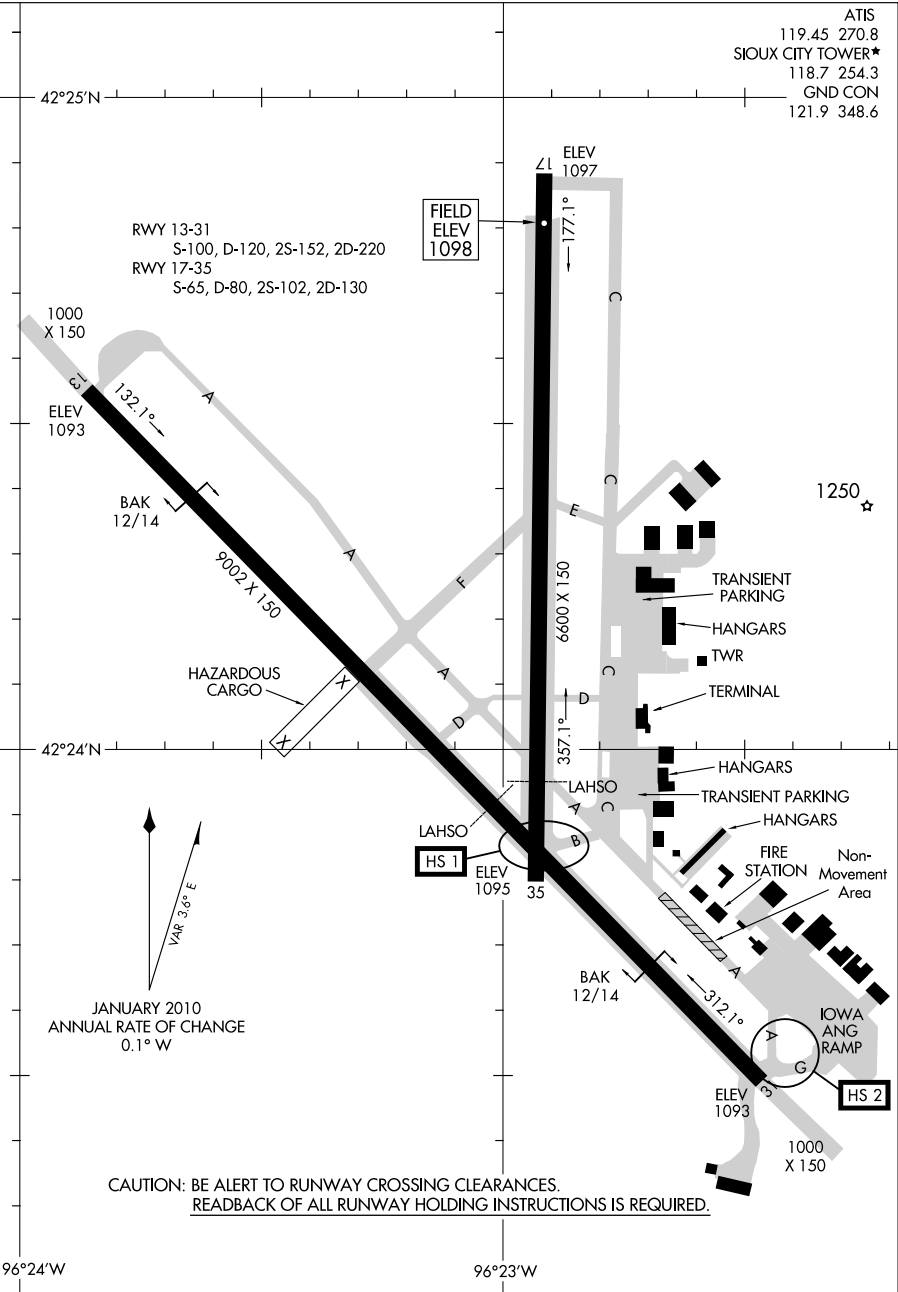 ATIS
119.45 270.8
SIOUX CITY TOWER★
118.7 254.3
GND CON
121.9 348.6
42°25'N
17
ELEV
1097
FIELD
ELEV
1098
177.1°
RWY 13-31
S-100, D-120, 2S-152, 2D-220
RWY 17-35
S-65, D-80, 2S-102, 2D-130
C
1000
X 150
13
ELEV
1093
132.1°
A
BAK
12/14
9002 X 150
A
C
E
1250
F
6600 X 150
TRANSIENT
PARKING
HANGARS
TWR
HAZARDOUS
CARGO
X
X
A
C
D
D
TERMINAL
357.1°
42°24'N
HANGARS
LAHSO
TRANSIENT PARKING
A
C
HANGARS
LAHSO
B
HS 1
ELEV
1095
35
FIRE
STATION
Non-
Movement
Area
VAR 3.6° E
A
BAK
12/14
312.1°
JANUARY 2010
ANNUAL RATE OF CHANGE
0.1° W
IOWA
ANG
RAMP
A
G
HS 2
31
ELEV
1093
1000
X 150
CAUTION: BE ALERT TO RUNWAY CROSSING CLEARANCES.
READBACK OF ALL RUNWAY HOLDING INSTRUCTIONS IS REQUIRED.
96°24'W
96°23'W